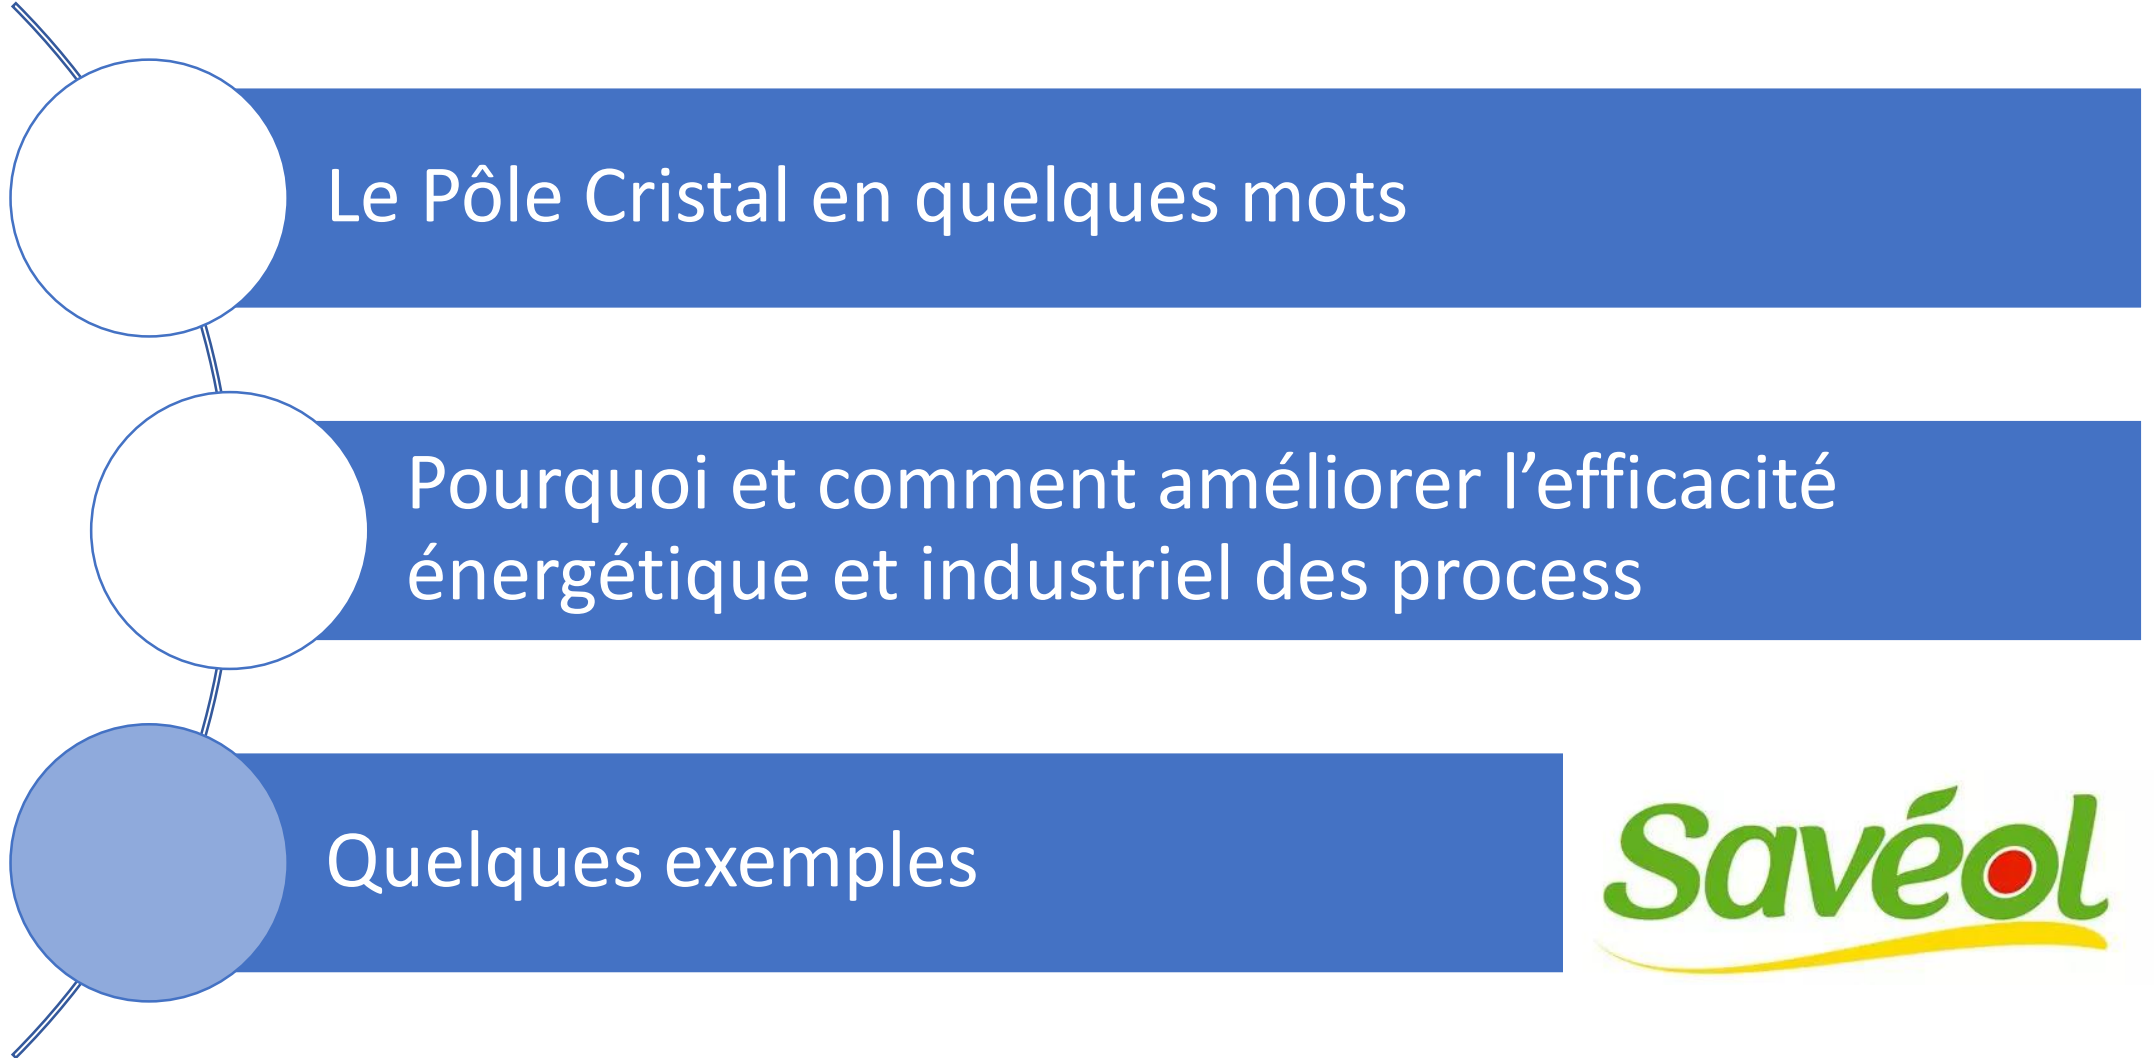 Le Pôle Cristal en quelques mots
Pourquoi et comment améliorer l’efficacité
énergétique et industriel des process
Quelques exemples
Savéol